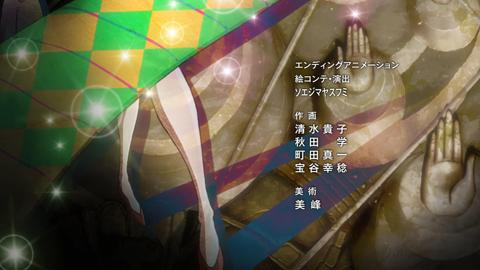 エンディングアニメーション
絵コンテ・演出
ソエジマヤスフミ
作画
清水貴子
秋田 学
町田真一
宝谷幸稔
美術
美峰